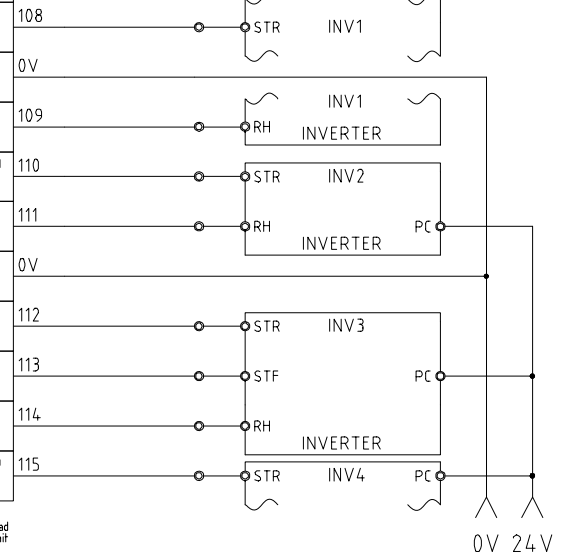 108
STR INV1
0V
INV1
109
RH INVERTER
110
STR INV2
111
RH PC
INVERTER
0V
112
STR INV3
113
STF PC
114
RH
INVERTER
115
STR INV4 PC
0V 24V